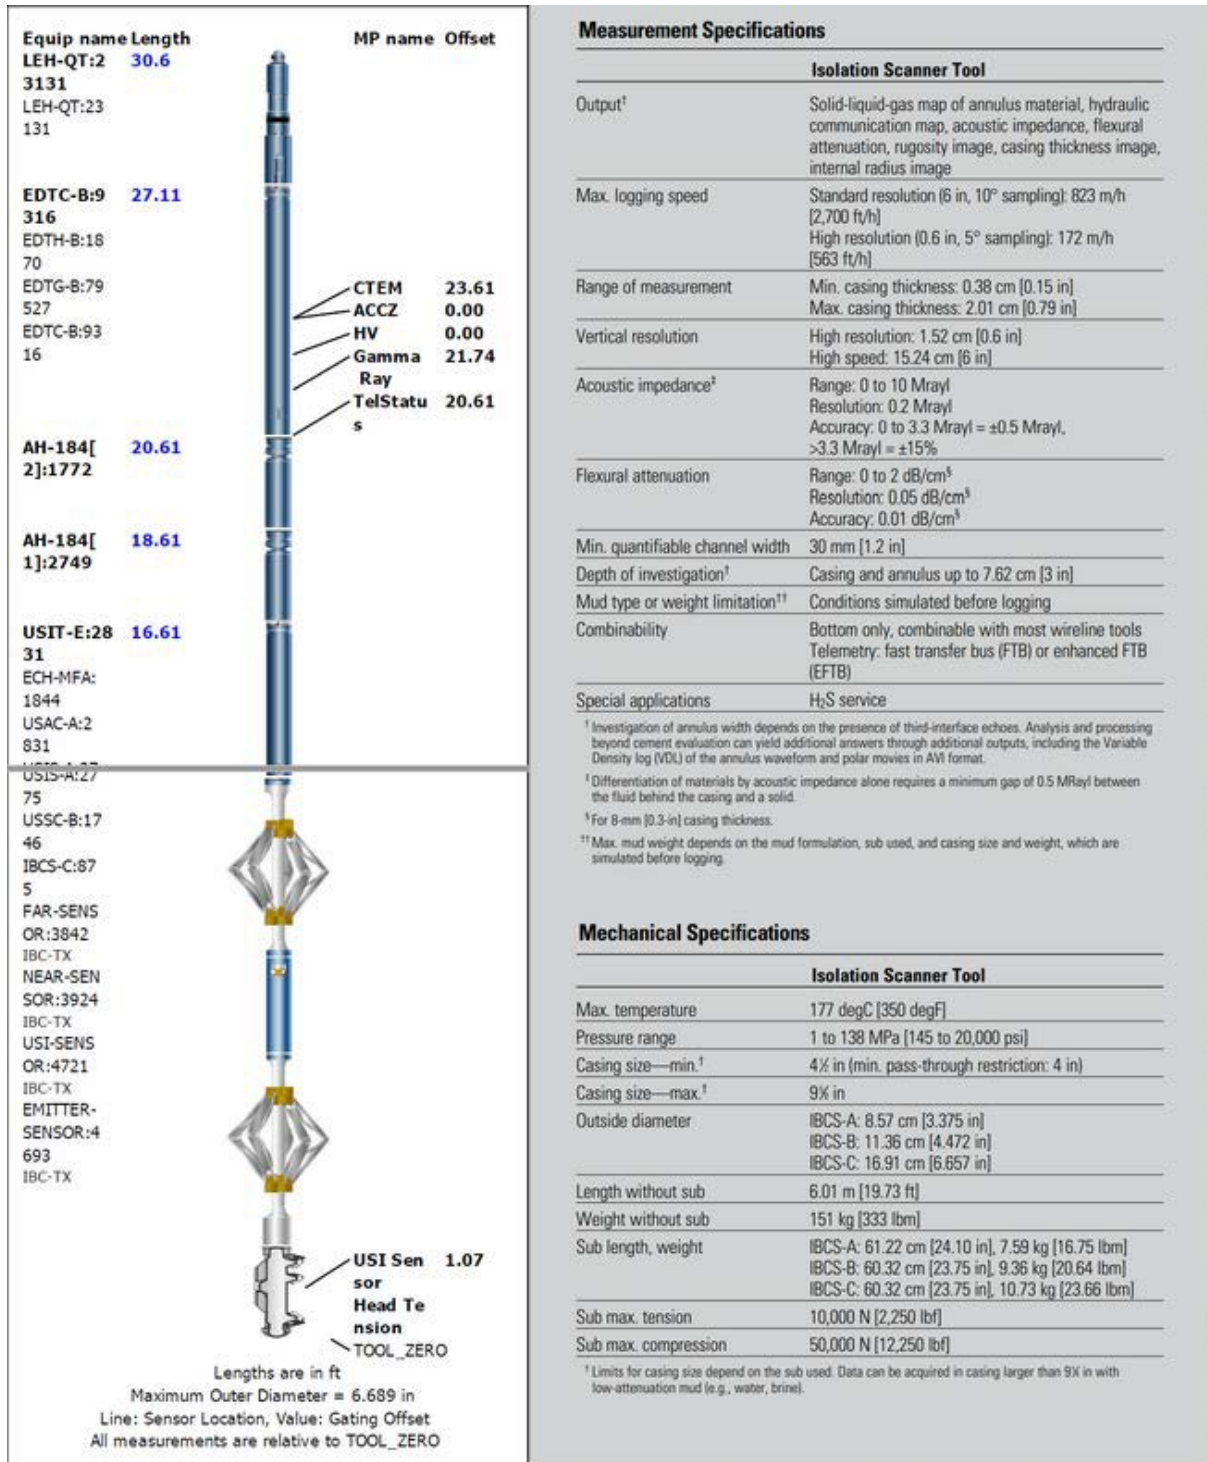 Equip name Length MP name Offset
LEH-QT:2 30.6
3131
LEH-QT:23
131
EDTC-B:9 27.11
316
EDTH-B:18
70
EDTG-B:79
527
EDTC-B:93
16
CTEM 23.61
ACCZ 0.00
HV 0.00
Gamma 21.74
Ray
TelStatu 20.61
s
AH-184[ 20.61
2]:1772
AH-184[ 18.61
1]:2749
USIT-E:28 16.61
31
ECH-MFA:
1844
USAC-A:2
831
USIS-A:27
75
USSC-B:17
46
IBCS-C:87
5
FAR-SENS
OR:3842
IBC-TX
NEAR-SEN
SOR:3924
IBC-TX
USI-SENS
OR:4721
IBC-TX
EMITTER-
SENSOR:4
693
IBC-TX
USI Sen 1.07
sor
Head Te
nsion
TOOL_ZERO
Lengths are in ft
Maximum Outer Diameter = 6.689 in
Line: Sensor Location, Value: Gating Offset
All measurements are relative to TOOL_ZERO
Measurement Specifications
Isolation Scanner Tool
Output† Solid-liquid-gas map of annulus material, hydraulic
communication map, acoustic impedance, flexural
attenuation, rugosity image, casing thickness image,
internal radius image
Max. logging speed Standard resolution (6 in, 10° sampling): 823 m/h
[2,700 ft/h]
High resolution (0.6 in, 5° sampling): 172 m/h
[563 ft/h]
Range of measurement Min. casing thickness: 0.38 cm [0.15 in]
Max. casing thickness: 2.01 cm [0.79 in]
Vertical resolution High resolution: 1.52 cm [0.6 in]
High speed: 15.24 cm [6 in]
Acoustic impedance‡ Range: 0 to 10 Mrayl
Resolution: 0.2 Mrayl
Accuracy: 0 to 3.3 Mrayl = ±0.5 Mrayl,
>3.3 Mrayl = ±15%
Flexural attenuation Range: 0 to 2 dB/cm§
Resolution: 0.05 dB/cm§
Accuracy: 0.01 dB/cm§
Min. quantifiable channel width 30 mm [1.2 in]
Depth of investigation† Casing and annulus up to 7.62 cm [3 in]
Mud type or weight limitation†† Conditions simulated before logging
Combinability Bottom only, combinable with most wireline tools
Telemetry: fast transfer bus (FTB) or enhanced FTB
(EFTB)
Special applications H₂S service
† Investigation of annulus width depends on the presence of third-interface echoes. Analysis and processing
beyond cement evaluation can yield additional answers through additional outputs, including the Variable
Density log (VDL) of the annulus waveform and polar movies in AVI format.
‡ Differentiation of materials by acoustic impedance alone requires a minimum gap of 0.5 MRayl between
the fluid behind the casing and a solid.
§ For 8-mm [0.3-in] casing thickness.
†† Max. mud weight depends on the mud formulation, sub used, and casing size and weight, which are
simulated before logging.
Mechanical Specifications
Isolation Scanner Tool
Max. temperature 177 degC [350 degF]
Pressure range 1 to 138 MPa [145 to 20,000 psi]
Casing size—min.† 4½ in (min. pass-through restriction: 4 in)
Casing size—max.† 9⅝ in
Outside diameter IBCS-A: 8.57 cm [3.375 in]
IBCS-B: 11.36 cm [4.472 in]
IBCS-C: 16.91 cm [6.657 in]
Length without sub 6.01 m [19.73 ft]
Weight without sub 151 kg [333 lbm]
Sub length, weight IBCS-A: 61.22 cm [24.10 in], 7.59 kg [16.75 lbm]
IBCS-B: 60.32 cm [23.75 in], 9.36 kg [20.64 lbm]
IBCS-C: 60.32 cm [23.75 in], 10.73 kg [23.66 lbm]
Sub max. tension 10,000 N [2,250 lbf]
Sub max. compression 50,000 N [12,250 lbf]
† Limits for casing size depend on the sub used. Data can be acquired in casing larger than 9⅝ in with
low-attenuation mud (e.g., water, brine).